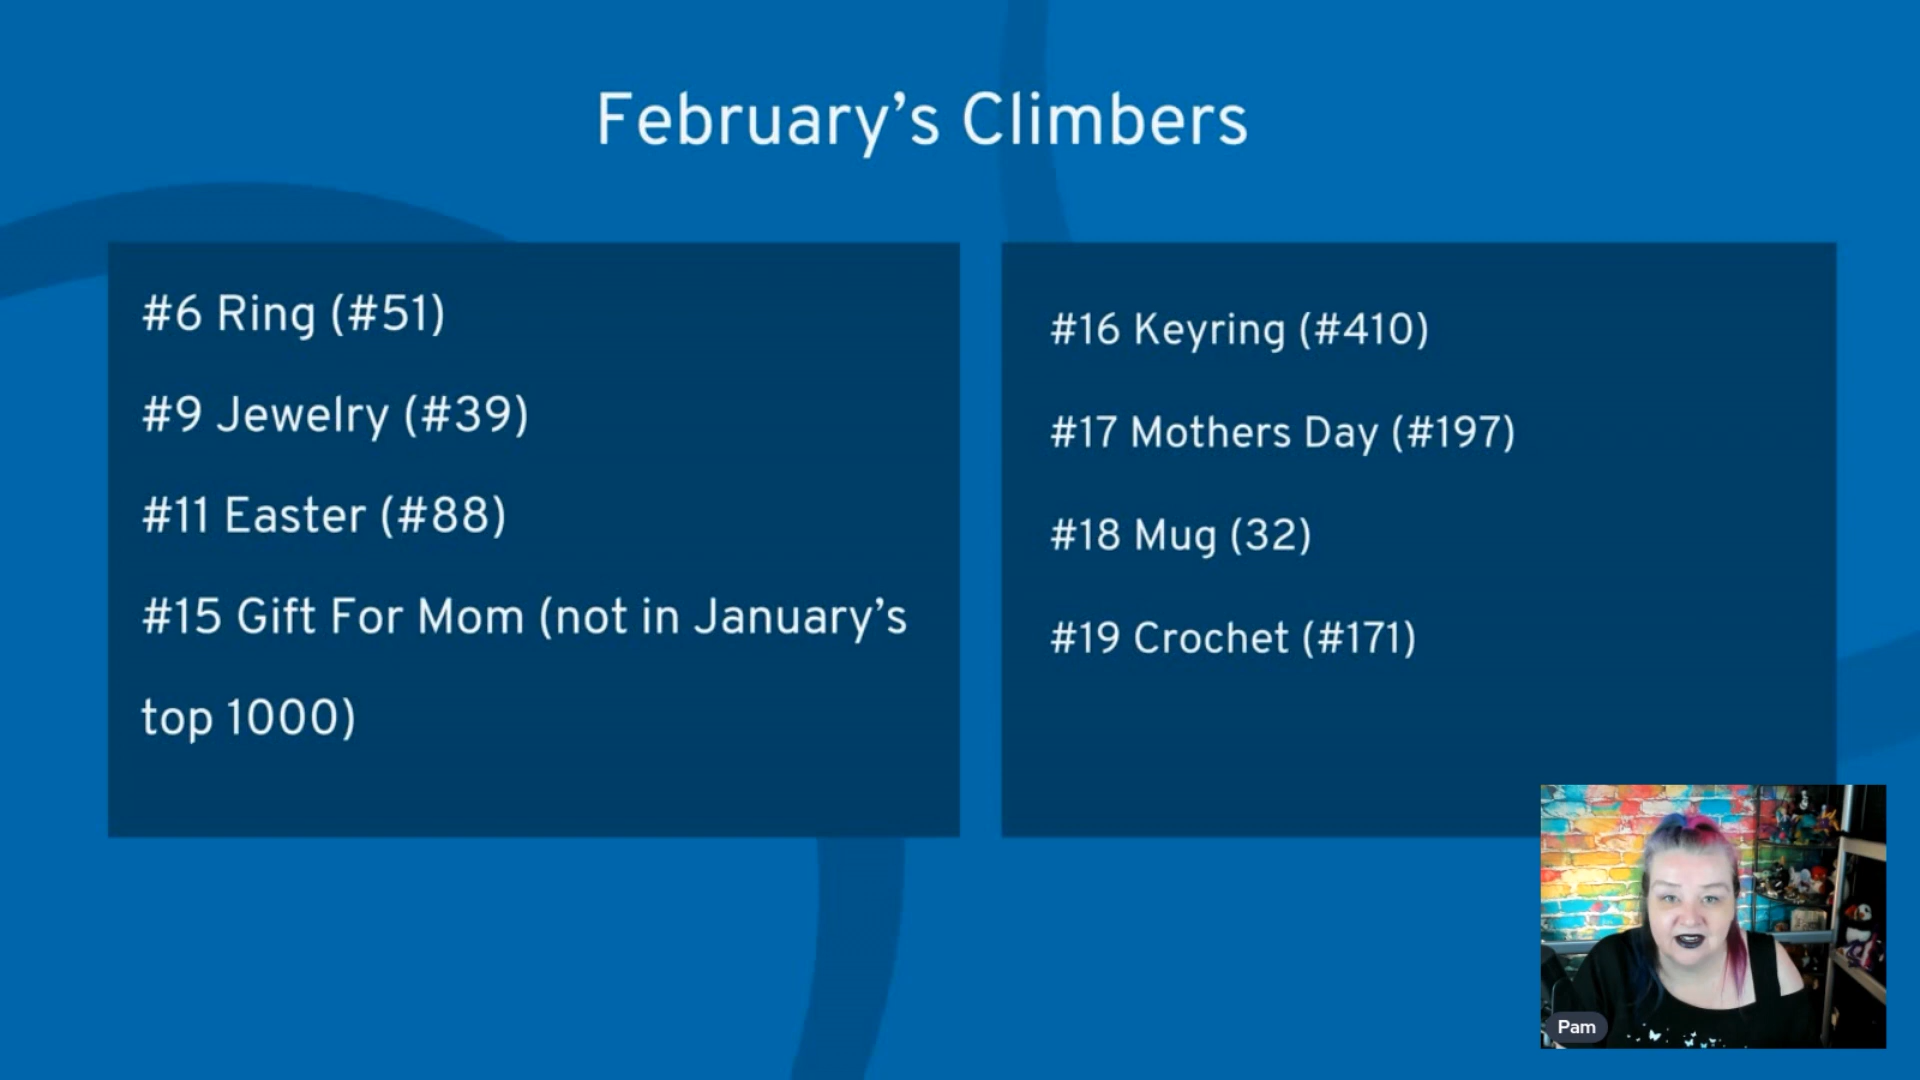 February’s Climbers
#6 Ring (#51)
#9 Jewelry (#39)
#11 Easter (#88)
#15 Gift For Mom (not in January’s
top 1000)
#16 Keyring (#410)
#17 Mothers Day (#197)
#18 Mug (32)
#19 Crochet (#171)
Pam